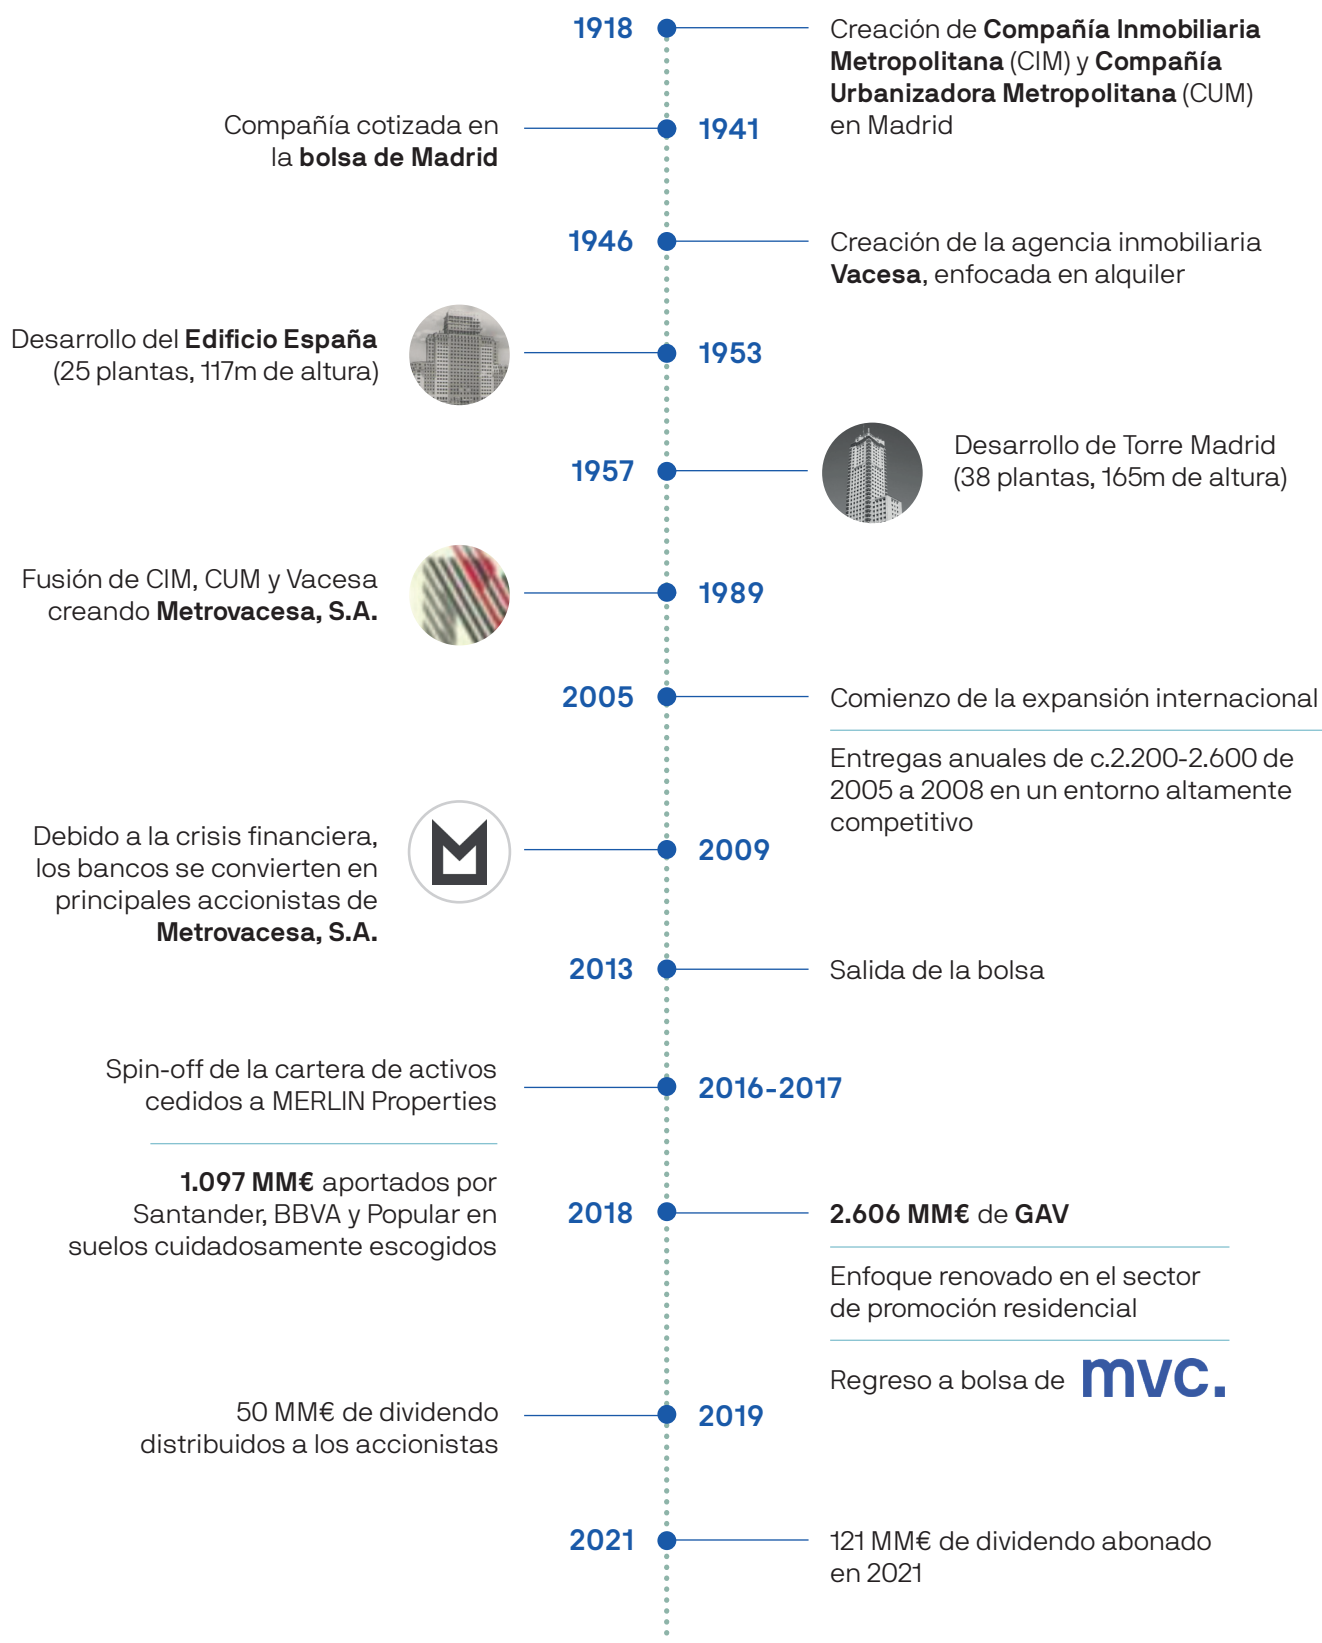 1918
Creación de Compañía Inmobiliaria
Metropolitana (CIM) y Compañía
Urbanizadora Metropolitana (CUM)
en Madrid
Compañía cotizada en
la bolsa de Madrid
1941
1946
Creación de la agencia inmobiliaria
Vacesa, enfocada en alquiler
Desarrollo del Edificio España
(25 plantas, 117m de altura)
1953
1957
Desarrollo de Torre Madrid
(38 plantas, 165m de altura)
Fusión de CIM, CUM y Vacesa
creando Metrovacesa, S.A.
1989
2005
Comienzo de la expansión internacional
Entregas anuales de c.2.200-2.600 de
2005 a 2008 en un entorno altamente
competitivo
Debido a la crisis financiera,
los bancos se convierten en
principales accionistas de
Metrovacesa, S.A.
2009
2013
Salida de la bolsa
Spin-off de la cartera de activos
cedidos a MERLIN Properties
2016-2017
1.097 MM€ aportados por
Santander, BBVA y Popular en
suelos cuidadosamente escogidos
2018
2.606 MM€ de GAV
Enfoque renovado en el sector
de promoción residencial
Regreso a bolsa de mvc.
50 MM€ de dividendo
distribuidos a los accionistas
2019
2021
121 MM€ de dividendo abonado
en 2021